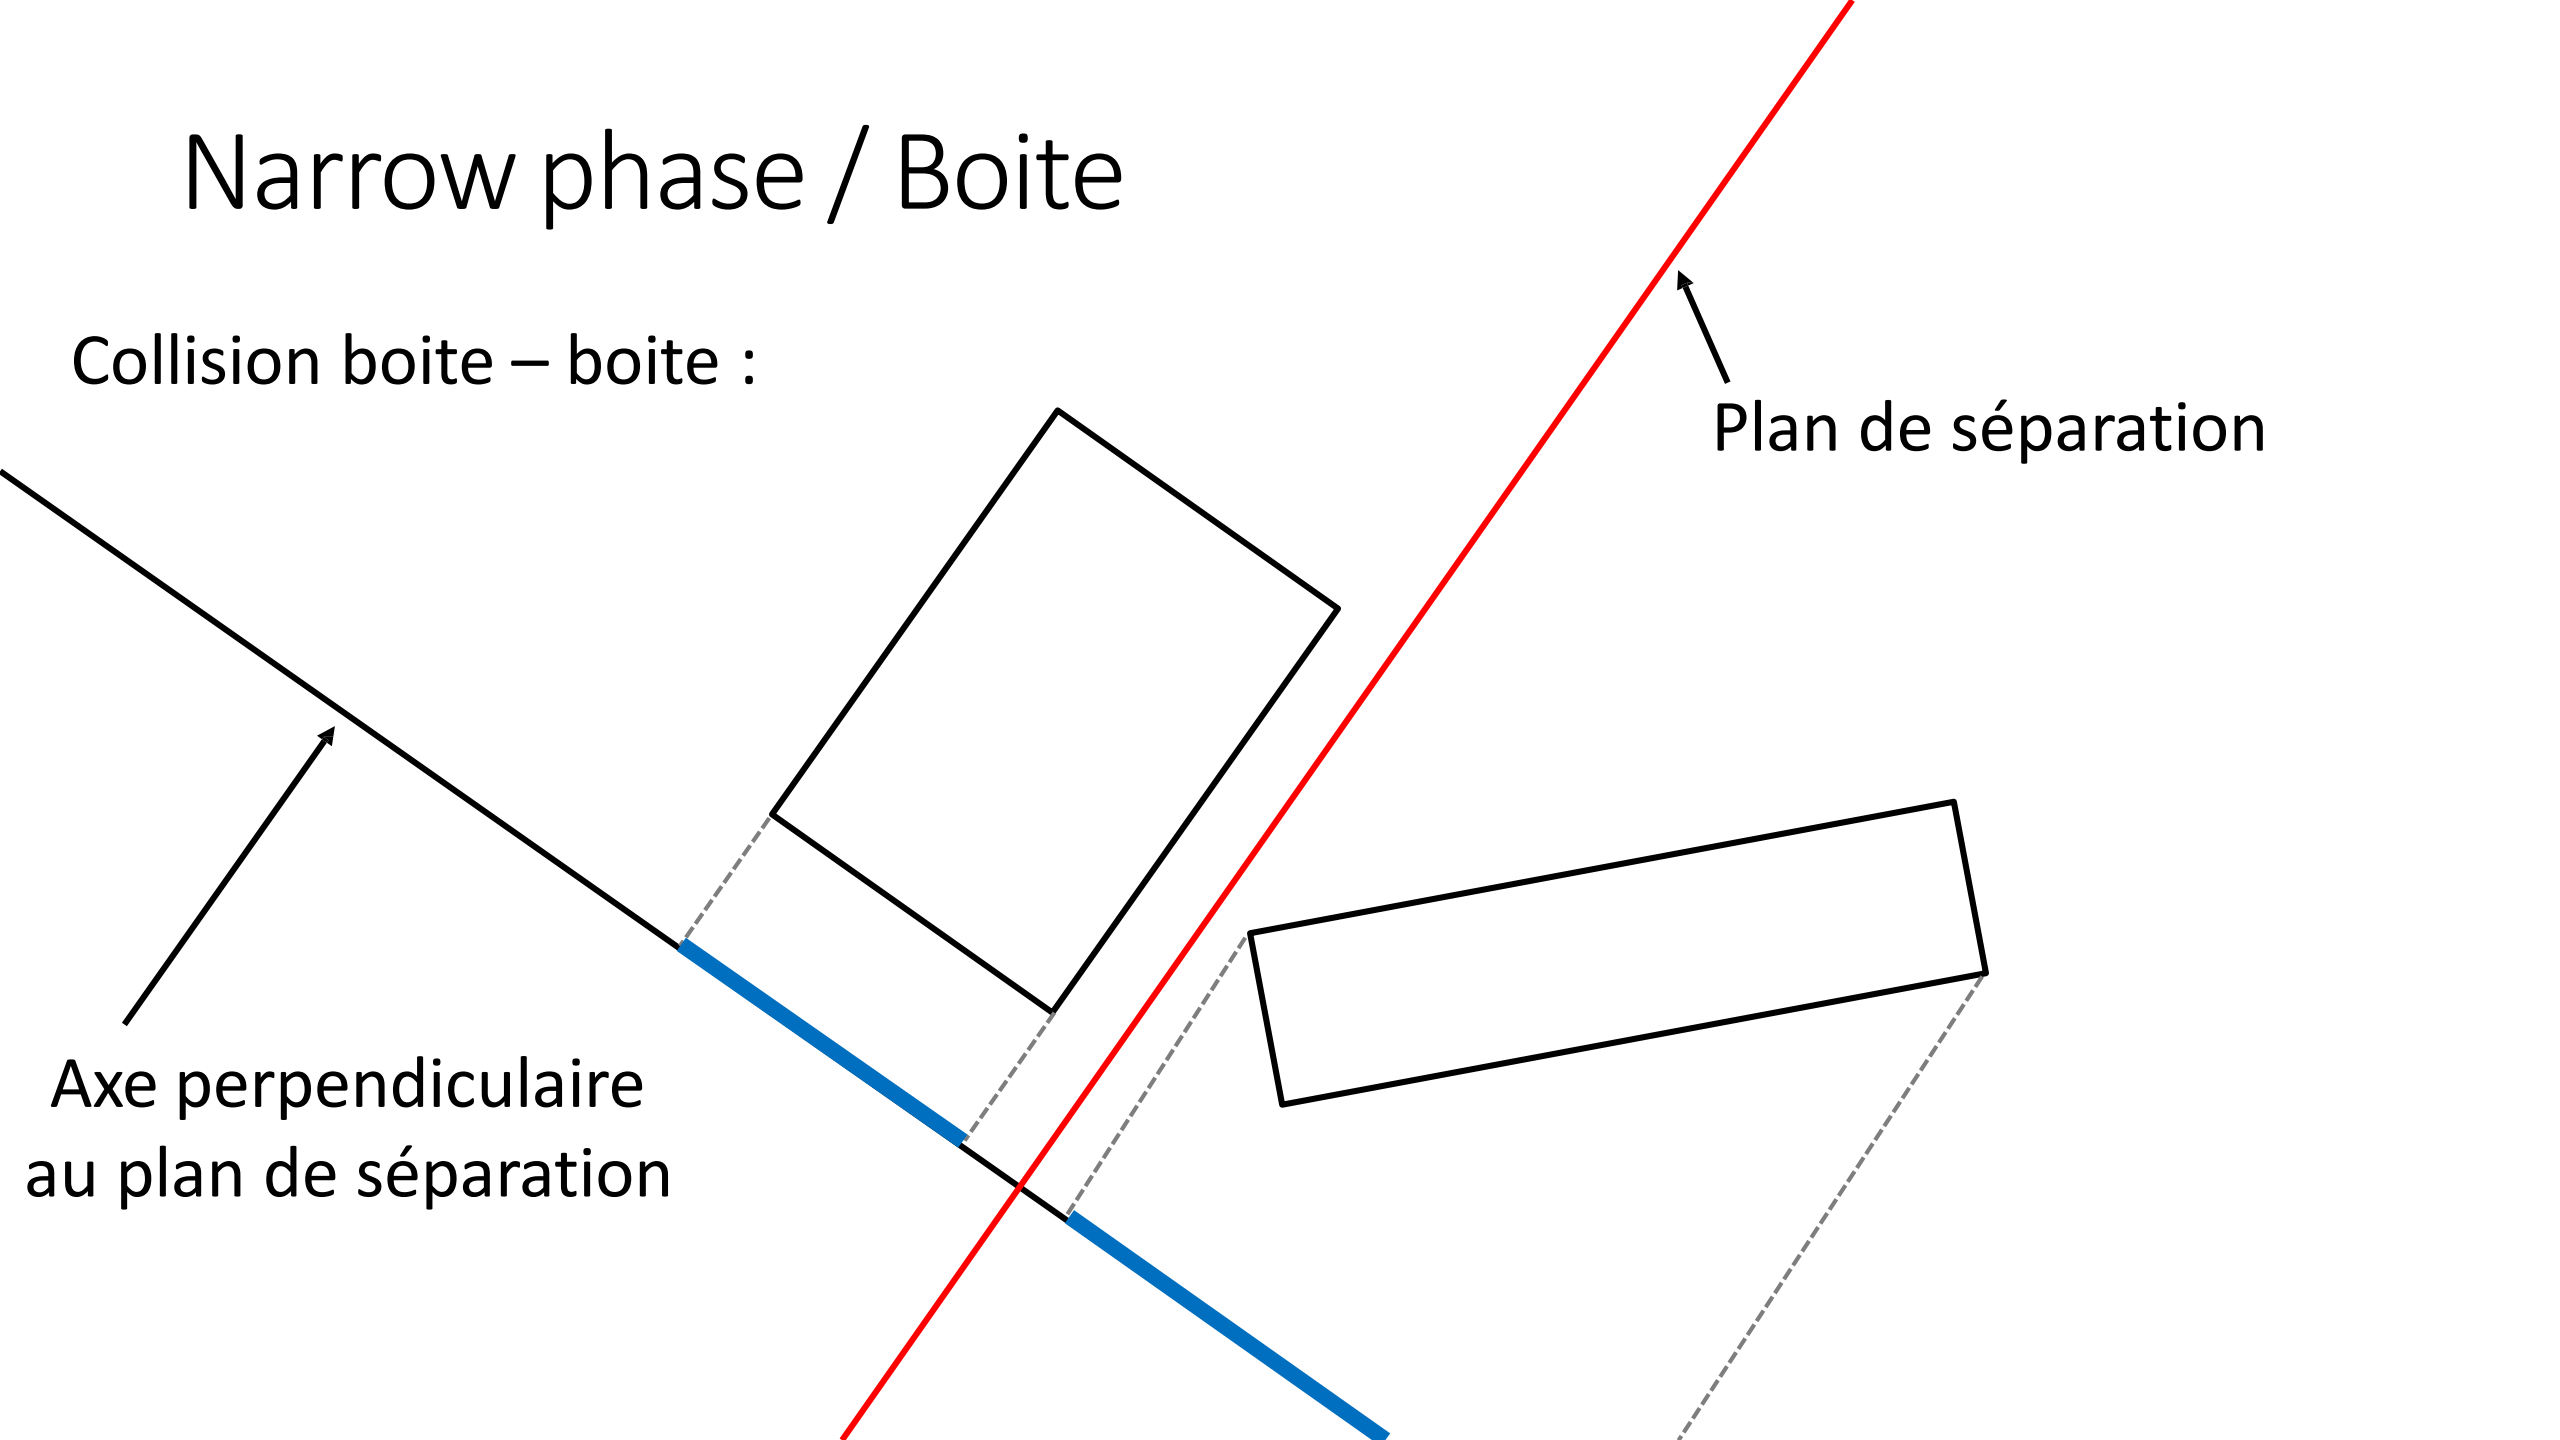 Narrow phase / Boite
Collision boite – boite :
Plan de séparation
Axe perpendiculaire
au plan de séparation